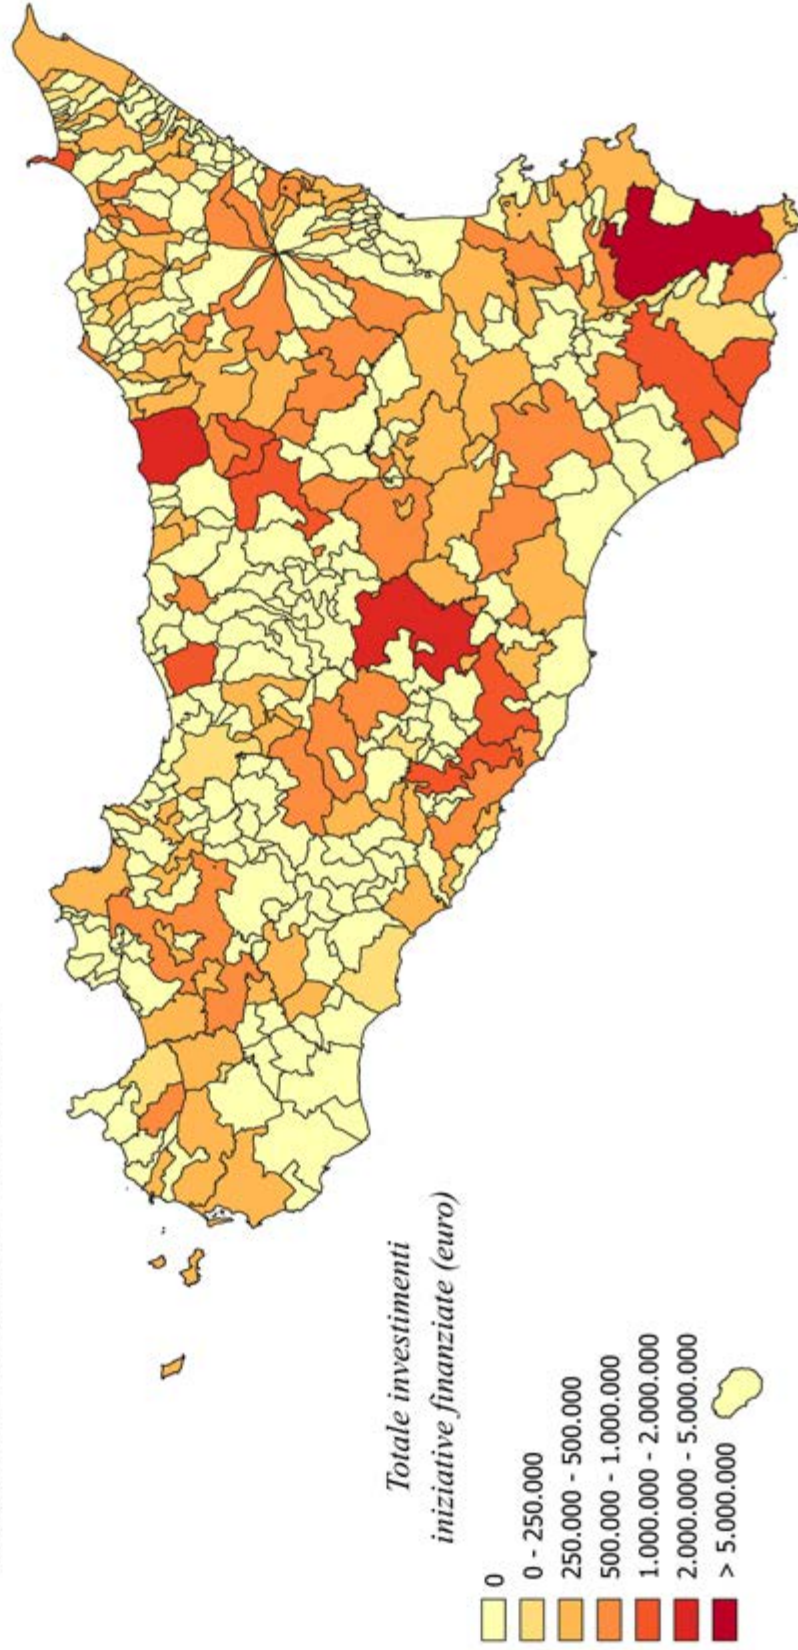 Totale investimenti
iniziative finanziate (euro)
0
0 - 250.000
250.000 - 500.000
500.000 - 1.000.000
1.000.000 - 2.000.000
2.000.000 - 5.000.000
> 5.000.000